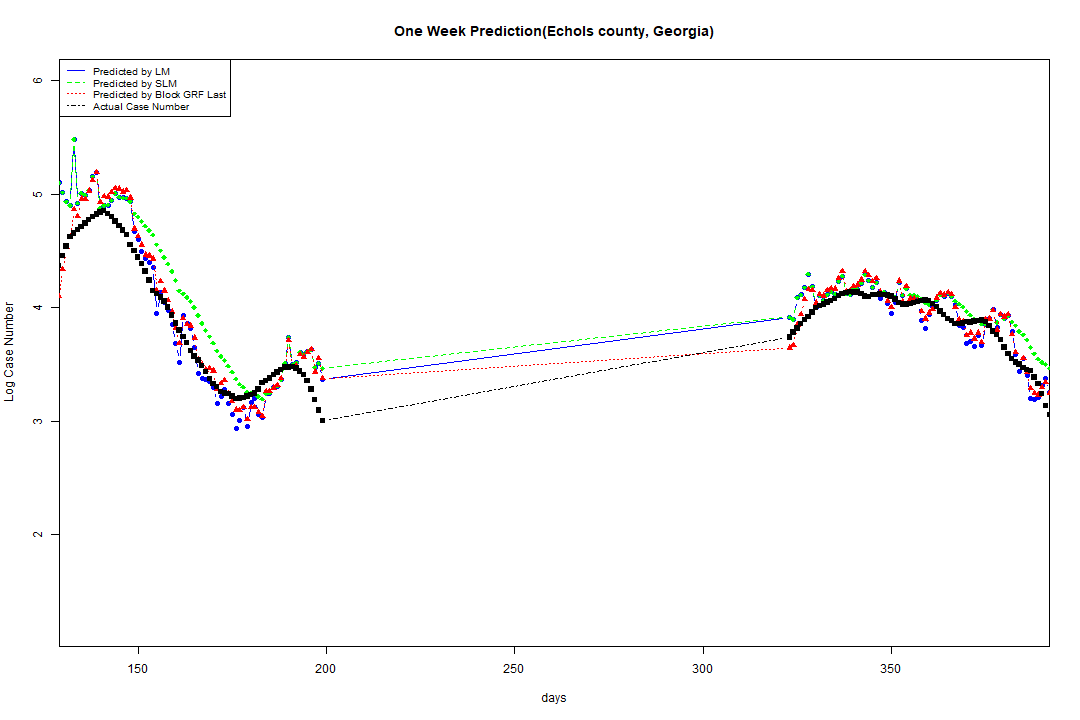 One Week Prediction(Echols county, Georgia)
Predicted by LM
Predicted by SLM
Predicted by Block GRF Last
Actual Case Number
Log Case Number
6
5
4
3
2
150 200 250 300 350
days